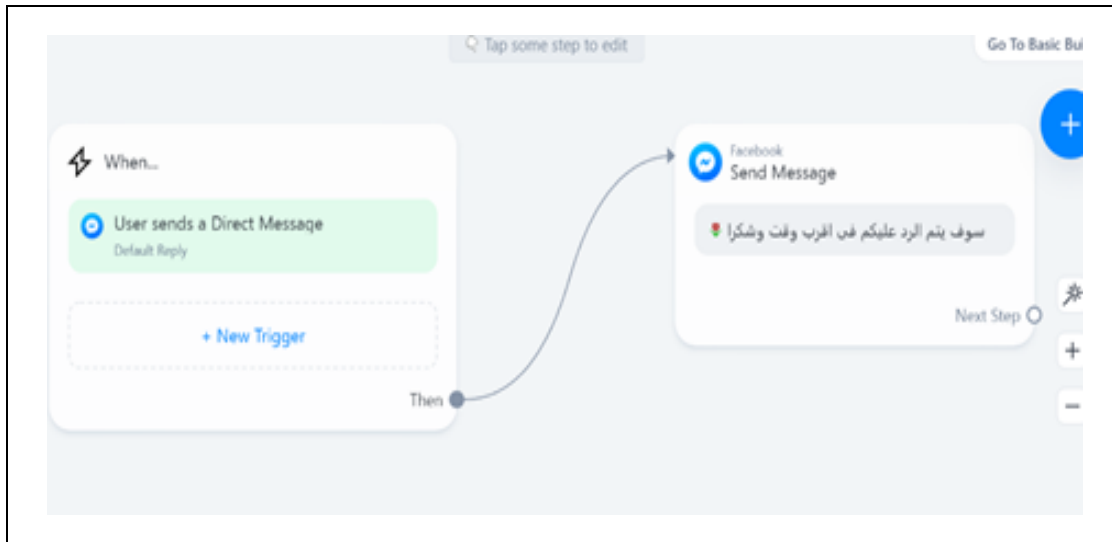 Tap some step to edit
Go To Basic Bui
When...
User sends a Direct Message
Default Reply
+ New Trigger
Then
Facebook
Send Message
سوف يتم الرد عليكم في اقرب وقت وشكرا🌷
Next Step